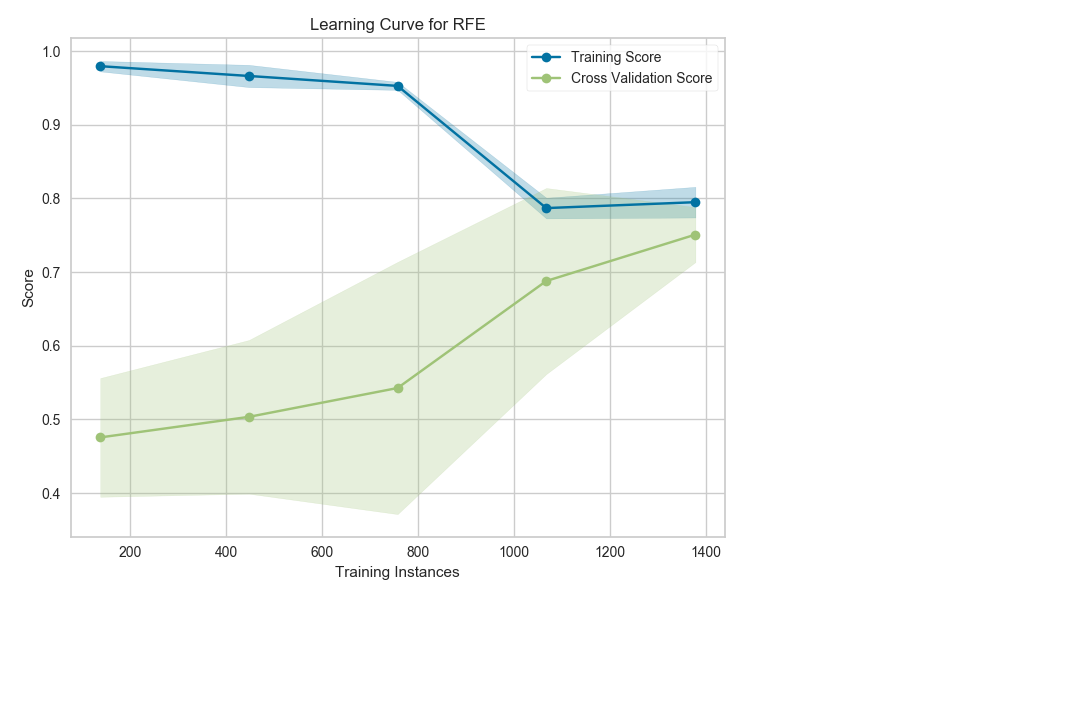 Learning Curve for RFE
Training Score
Cross Validation Score
1.0
0.9
0.8
0.7
0.6
0.5
0.4
Score
200 400 600 800 1000 1200 1400
Training Instances